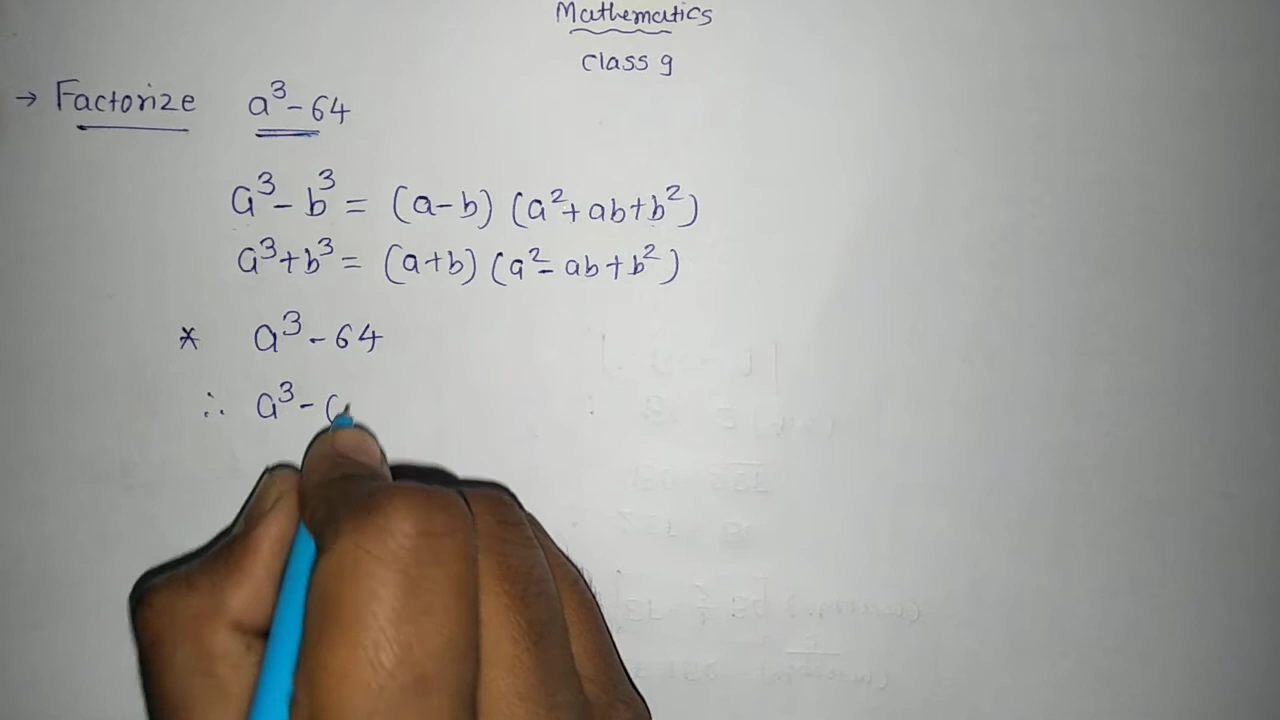 Mathematics
Class 9
→ Factorize a³-64
a³-b³ = (a-b) (a²+ab+b²)
a³+b³ = (a+b) (a²-ab+b²)
* a³-64
∴ a³-(